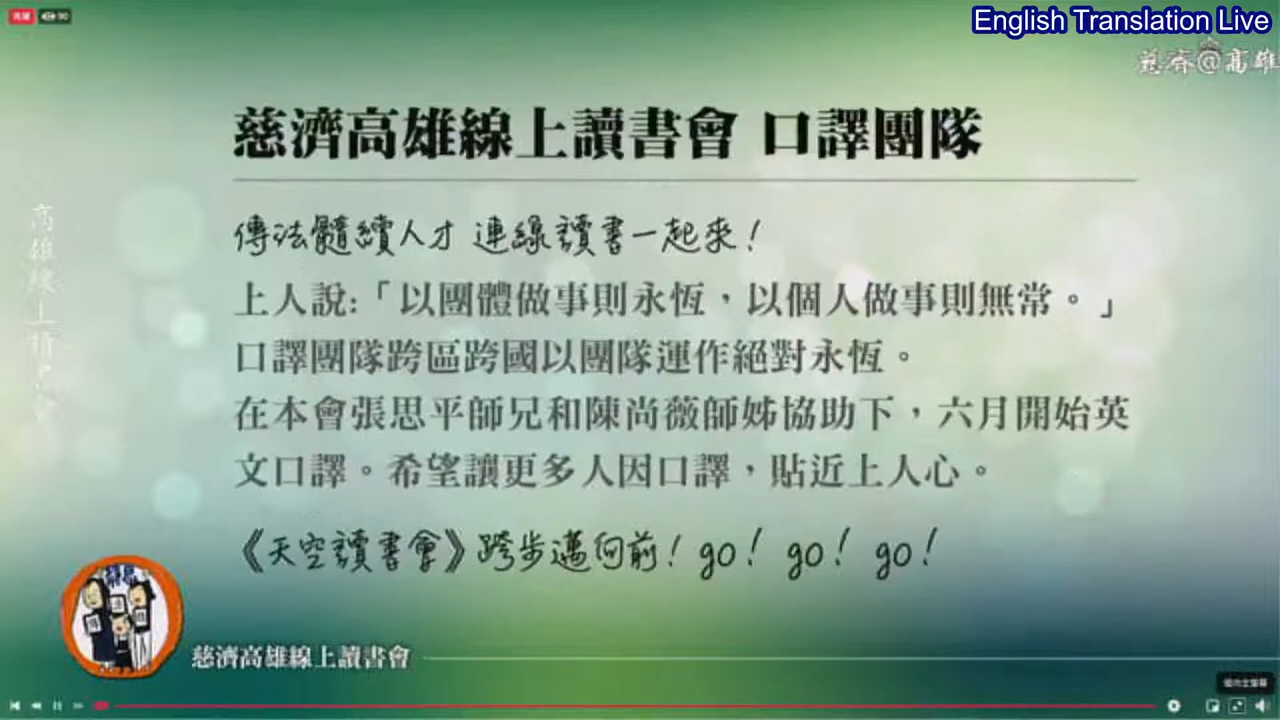 English Translation Live
慈濟@高雄
慈濟高雄線上讀書會 口譯團隊
傳法髓續人才 連線讀書一起來!
上人說:「以團體做事則永恆,以個人做事則無常。」
口譯團隊跨區跨國以團隊運作絕對永恆。
在本會張思平師兄和陳尚薇師姊協助下,六月開始英
文口譯。希望讓更多人因口譯,貼近上人心。
《天空讀書會》跨步邁向前! go! go! go!
慈濟高雄線上讀書會